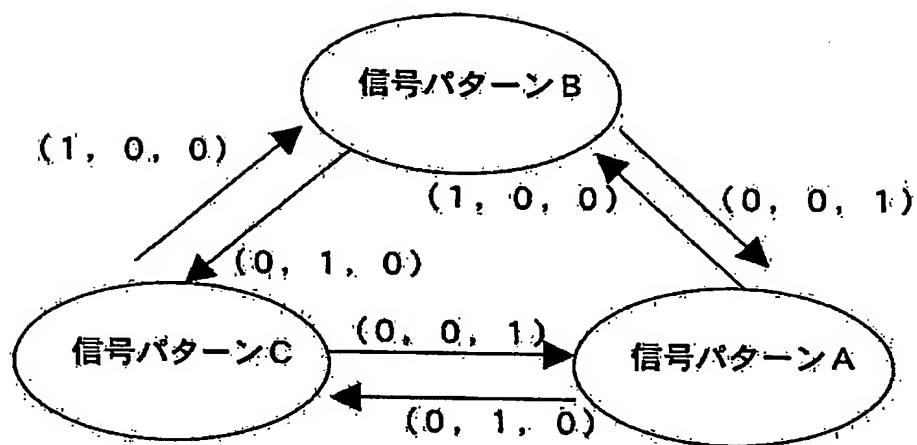 信号パターンB
(1, 0, 0)
(1, 0, 0)
(0, 0, 1)
(0, 1, 0)
信号パターンC
(0, 0, 1)
信号パターンA
(0, 1, 0)